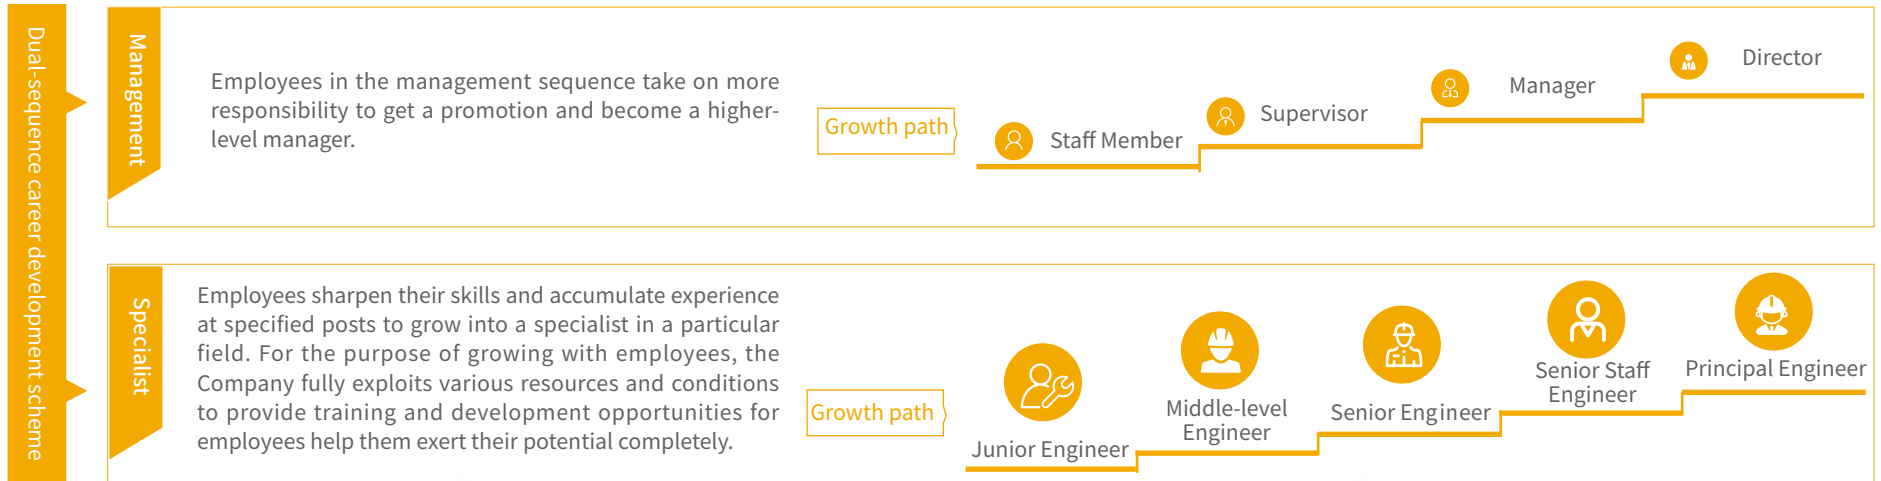 Dual-sequence career development scheme
Management
Employees in the management sequence take on more
responsibility to get a promotion and become a higher-
level manager.
Growth path
Staff Member
Supervisor
Manager
Director
Specialist
Employees sharpen their skills and accumulate experience
at specified posts to grow into a specialist in a particular
field. For the purpose of growing with employees, the
Company fully exploits various resources and conditions
to provide training and development opportunities for
employees help them exert their potential completely.
Growth path
Junior Engineer
Middle-level
Engineer
Senior Engineer
Senior Staff
Engineer
Principal Engineer